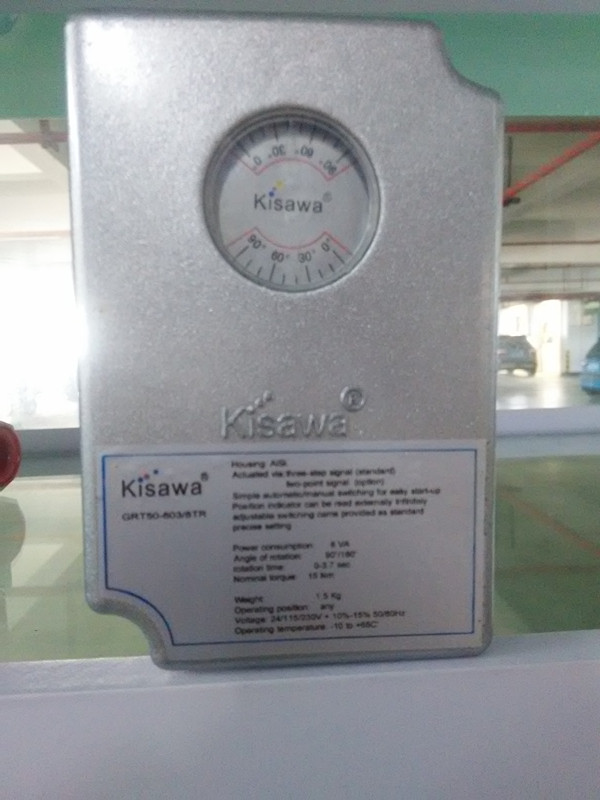 0° 30° 60° 90°
Kisawa®
90° 60° 30° 0°
Kisawa®
Kisawa®
GRT50-603/8TR
Housing: AlSi
Actuated via three-step signal (standard)
two-point signal (option)
Simple automatic/manual switching for easy start-up
Position indicator can be read externally Infinitely
adjustable switching cams provided as standard
precise setting
Power consumption: 6 VA
Angle of rotation: 90°/180°
rotation time: 0-3.7 sec
Nominal torque: 15 Nm
Weight: 1.5 Kg
Operating position: any
Voltage: 24/115/230V + 10%-15% 50/60Hz
Operating temperature: -10 to +65C'